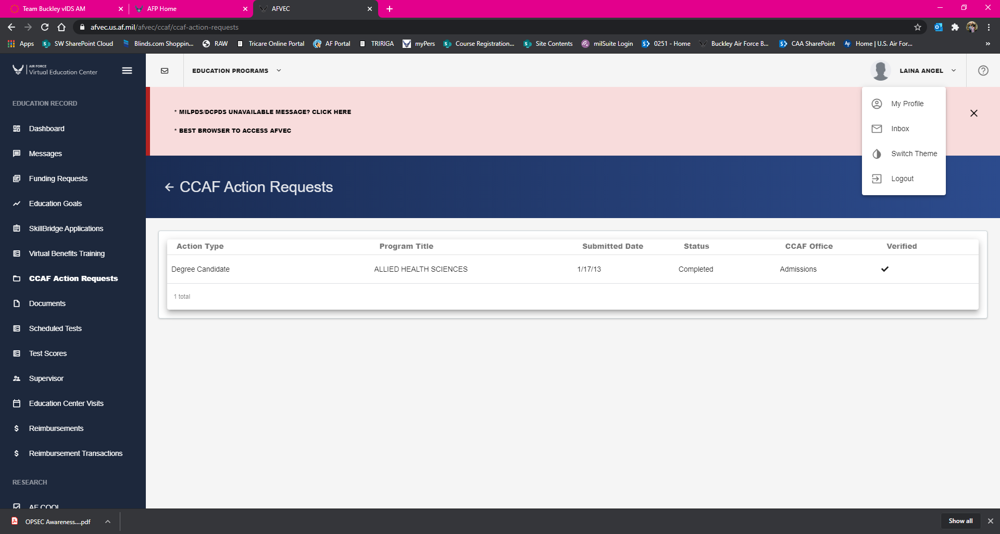 Team Buckley vIDS AM
AFP Home
AFVEC
afvec.us.af.mil/afvec/ccaf/ccaf-action-requests
Apps
SW SharePoint Cloud
Blinds.com Shoppin...
RAW
Tricare Online Portal
AF Portal
TRIRIGA
myPers
Course Registration...
Site Contents
milSuite Login
0251 - Home
Buckley Air Force B...
CAA SharePoint
Home | U.S. Air For...
AIR FORCE
Virtual Education Center
EDUCATION PROGRAMS
LAINA ANGEL
My Profile
Inbox
Switch Theme
Logout
* MILPDS/DCPDS UNAVAILABLE MESSAGE? CLICK HERE
* BEST BROWSER TO ACCESS AFVEC
EDUCATION RECORD
Dashboard
Messages
Funding Requests
Education Goals
SkillBridge Applications
Virtual Benefits Training
CCAF Action Requests
Documents
Scheduled Tests
Test Scores
Supervisor
Education Center Visits
Reimbursements
Reimbursement Transactions
RESEARCH
AF COOL
CCAF Action Requests
Action Type Program Title Submitted Date Status CCAF Office Verified
Degree Candidate ALLIED HEALTH SCIENCES 1/17/13 Completed Admissions
1 total
OPSEC Awareness....pdf
Show all